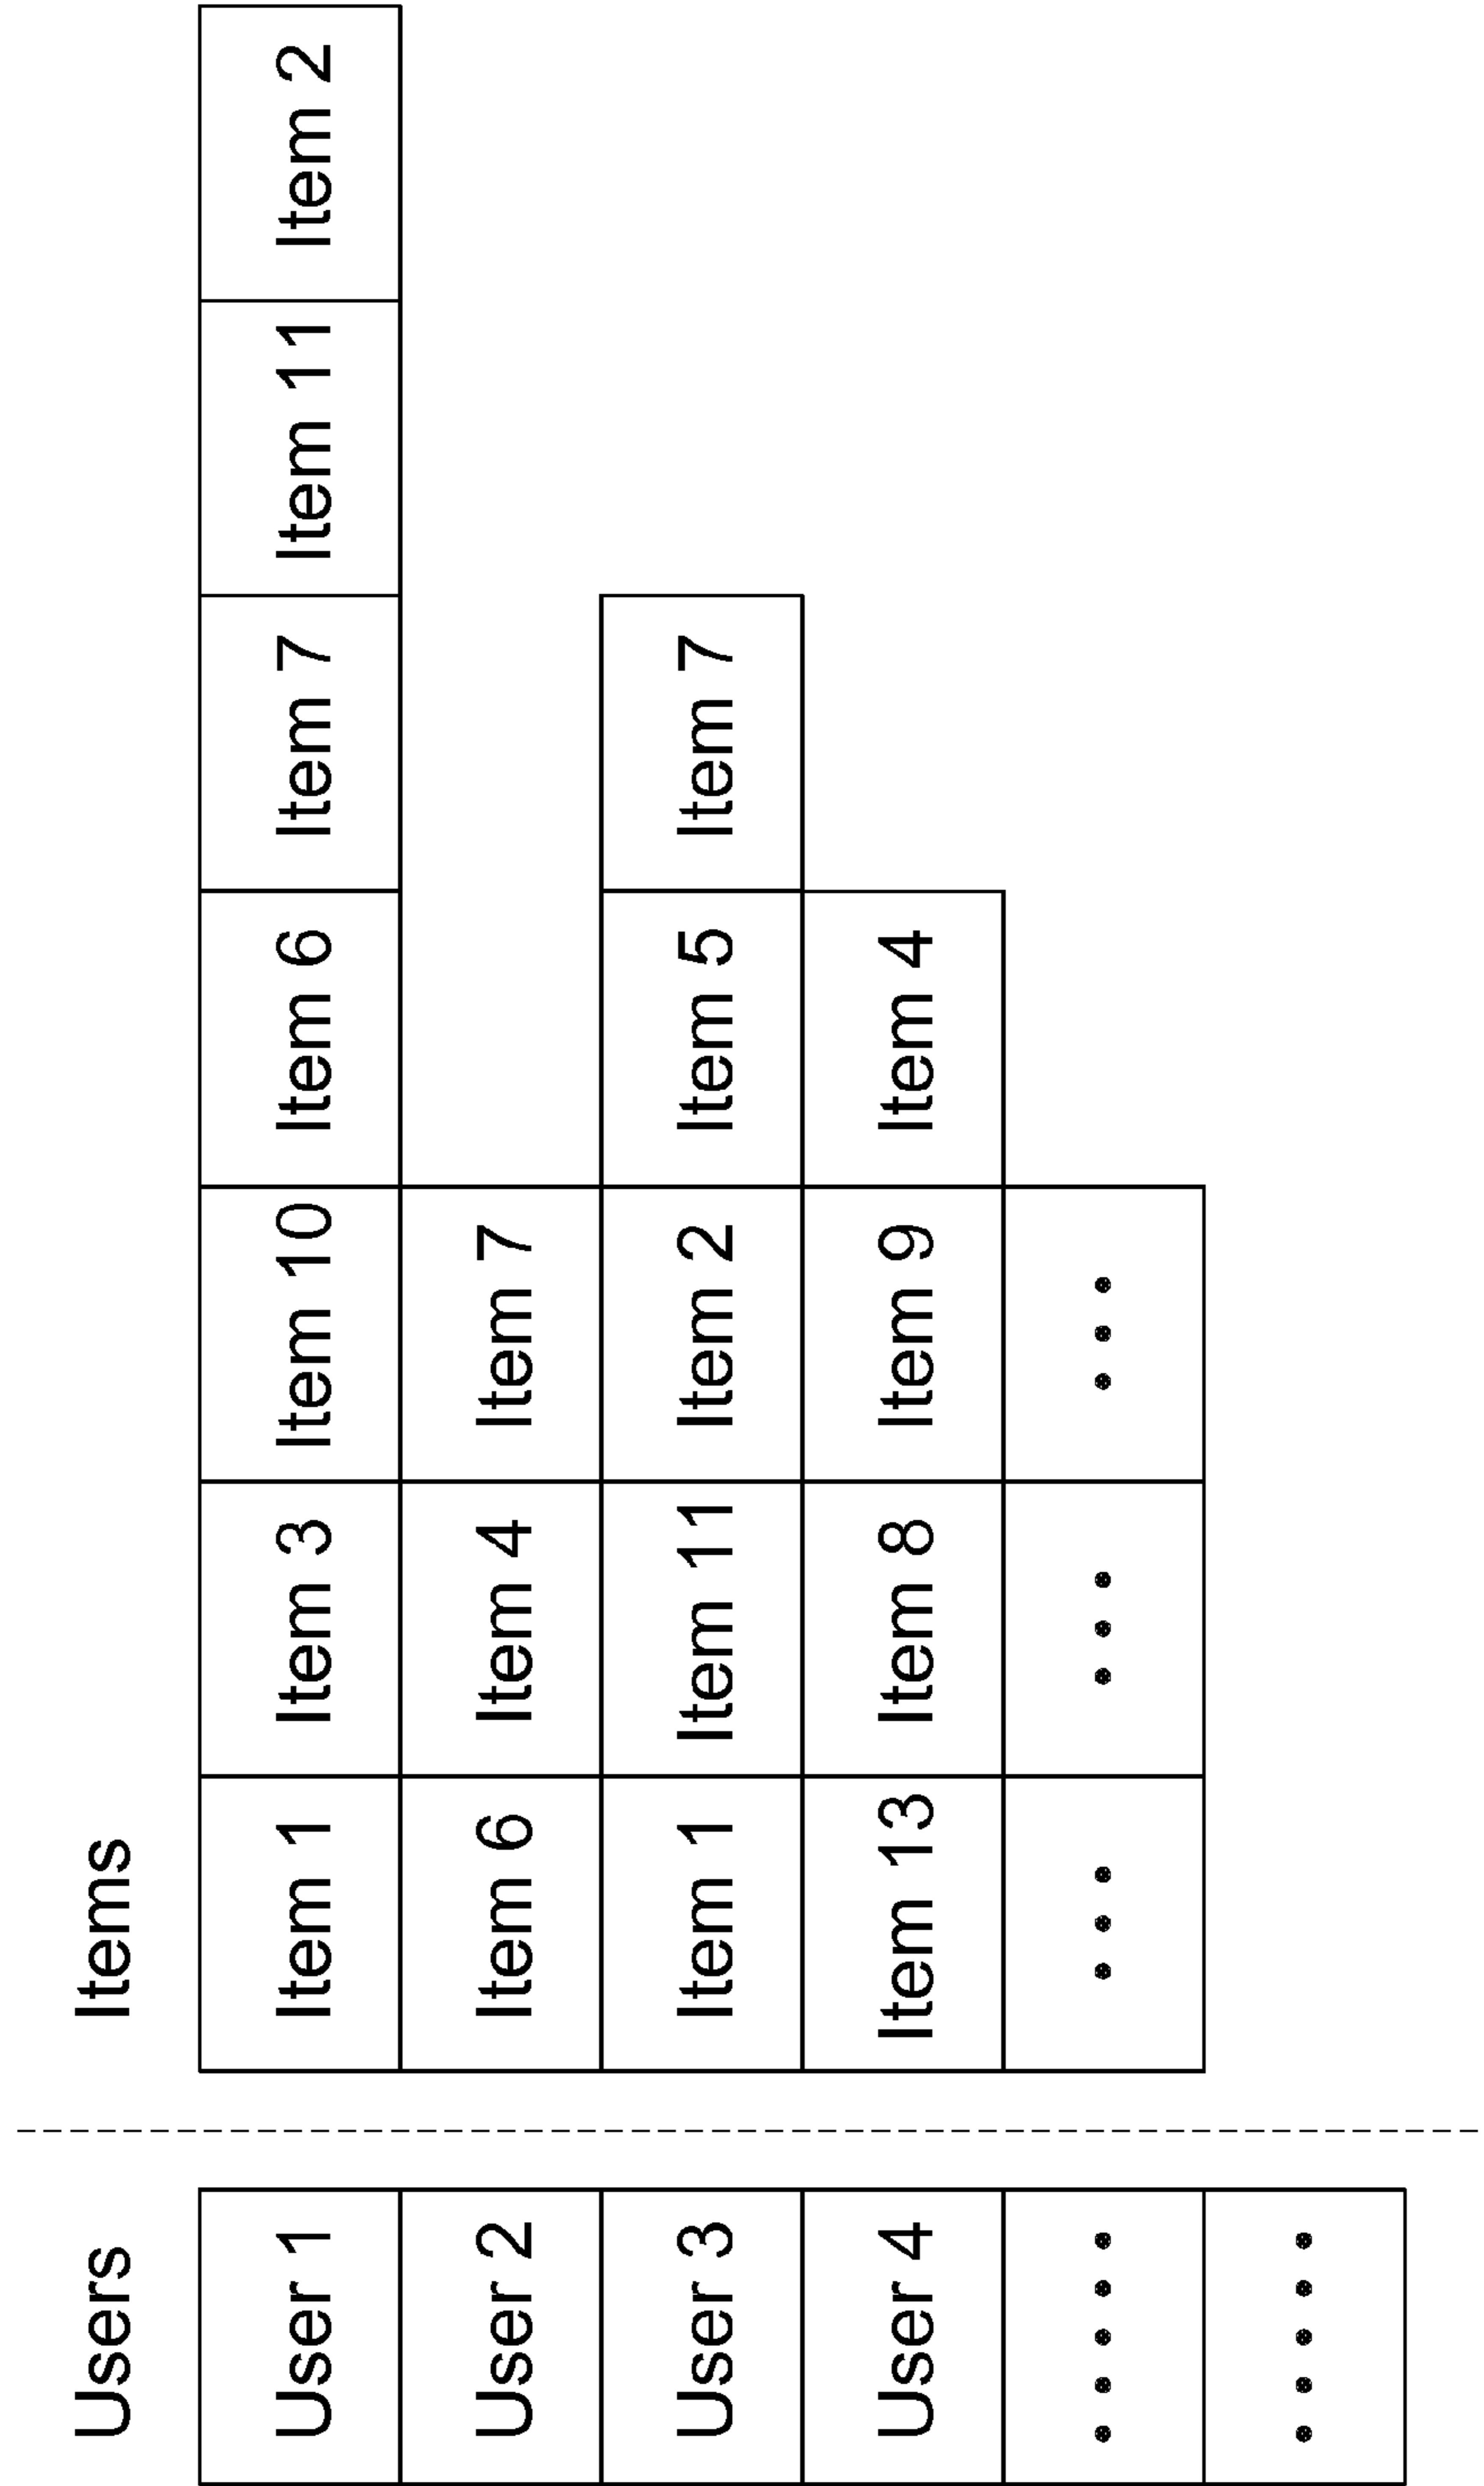 Users Items
User 1 Item 1 Item 3 Item 10 Item 6 Item 7 Item 11 Item 2
User 2 Item 6 Item 4 Item 7
User 3 Item 1 Item 11 Item 2 Item 5 Item 7
User 4 Item 13 Item 8 Item 9 Item 4
..... ... ... ...
.....